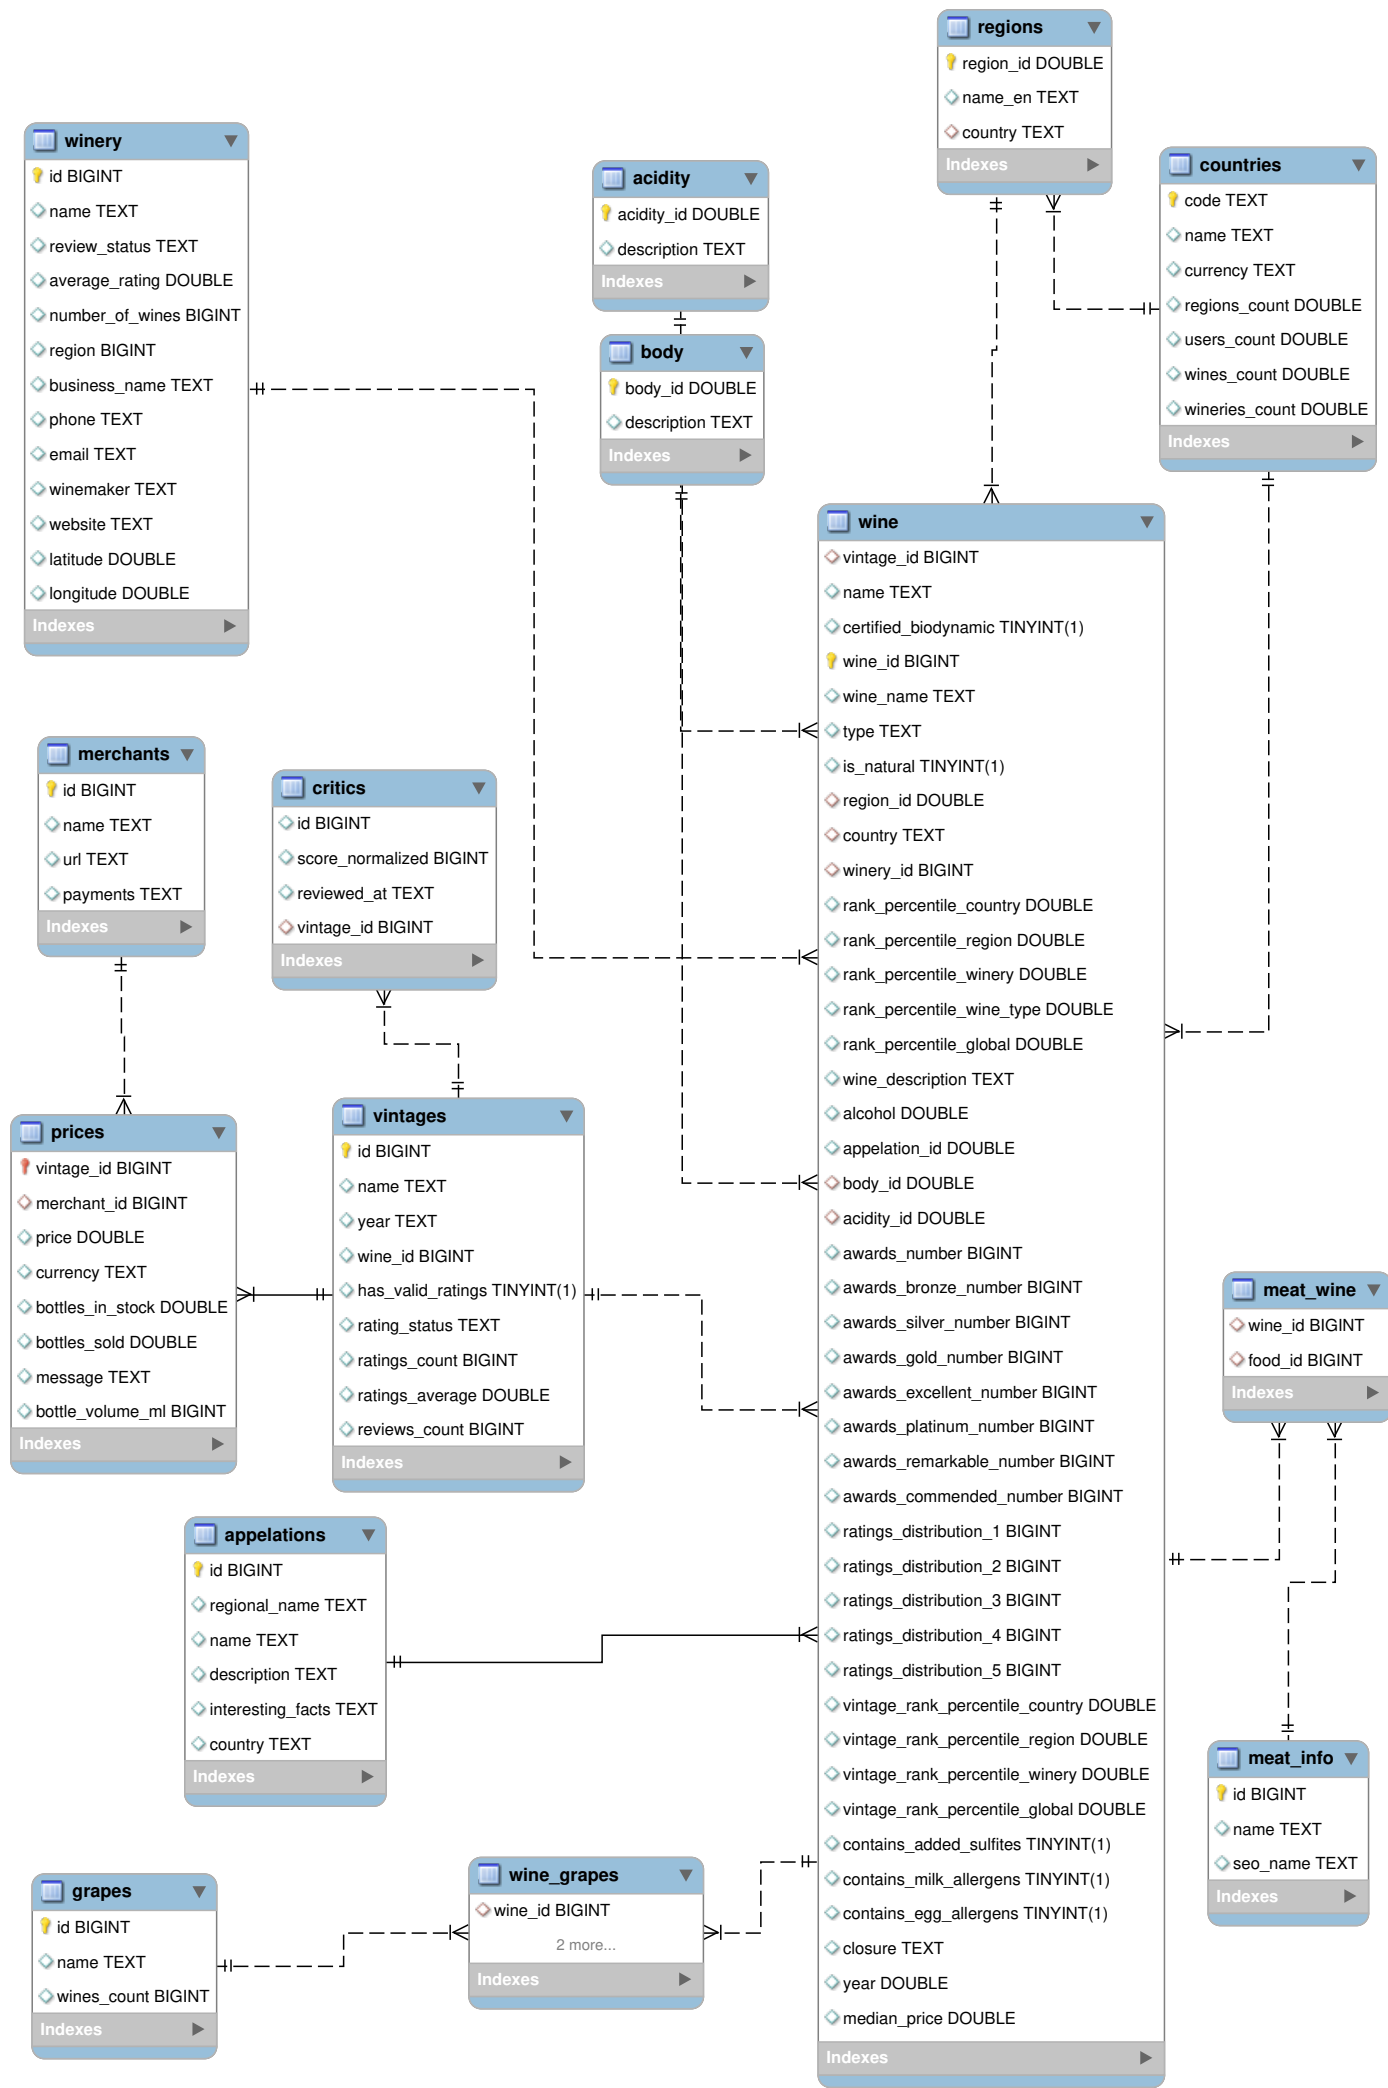 regions
region_id DOUBLE
name_en TEXT
country TEXT
Indexes
winery
id BIGINT
name TEXT
review_status TEXT
average_rating DOUBLE
number_of_wines BIGINT
region BIGINT
business_name TEXT
phone TEXT
email TEXT
winemaker TEXT
website TEXT
latitude DOUBLE
longitude DOUBLE
Indexes
acidity
acidity_id DOUBLE
description TEXT
Indexes
body
body_id DOUBLE
description TEXT
Indexes
countries
code TEXT
name TEXT
currency TEXT
regions_count DOUBLE
users_count DOUBLE
wines_count DOUBLE
wineries_count DOUBLE
Indexes
wine
vintage_id BIGINT
name TEXT
certified_biodynamic TINYINT(1)
wine_id BIGINT
wine_name TEXT
type TEXT
is_natural TINYINT(1)
region_id DOUBLE
country TEXT
winery_id BIGINT
rank_percentile_country DOUBLE
rank_percentile_region DOUBLE
rank_percentile_winery DOUBLE
rank_percentile_wine_type DOUBLE
rank_percentile_global DOUBLE
wine_description TEXT
alcohol DOUBLE
appelation_id DOUBLE
body_id DOUBLE
acidity_id DOUBLE
awards_number BIGINT
awards_bronze_number BIGINT
awards_silver_number BIGINT
awards_gold_number BIGINT
awards_excellent_number BIGINT
awards_platinum_number BIGINT
awards_remarkable_number BIGINT
awards_commended_number BIGINT
ratings_distribution_1 BIGINT
ratings_distribution_2 BIGINT
ratings_distribution_3 BIGINT
ratings_distribution_4 BIGINT
ratings_distribution_5 BIGINT
vintage_rank_percentile_country DOUBLE
vintage_rank_percentile_region DOUBLE
vintage_rank_percentile_winery DOUBLE
vintage_rank_percentile_global DOUBLE
contains_added_sulfites TINYINT(1)
contains_milk_allergens TINYINT(1)
contains_egg_allergens TINYINT(1)
closure TEXT
year DOUBLE
median_price DOUBLE
Indexes
merchants
id BIGINT
name TEXT
url TEXT
payments TEXT
Indexes
critics
id BIGINT
score_normalized BIGINT
reviewed_at TEXT
vintage_id BIGINT
Indexes
prices
vintage_id BIGINT
merchant_id BIGINT
price DOUBLE
currency TEXT
bottles_in_stock DOUBLE
bottles_sold DOUBLE
message TEXT
bottle_volume_ml BIGINT
Indexes
vintages
id BIGINT
name TEXT
year TEXT
wine_id BIGINT
has_valid_ratings TINYINT(1)
rating_status TEXT
ratings_count BIGINT
ratings_average DOUBLE
reviews_count BIGINT
Indexes
meat_wine
wine_id BIGINT
food_id BIGINT
Indexes
appelations
id BIGINT
regional_name TEXT
name TEXT
description TEXT
interesting_facts TEXT
country TEXT
Indexes
meat_info
id BIGINT
name TEXT
seo_name TEXT
Indexes
grapes
id BIGINT
name TEXT
wines_count BIGINT
Indexes
wine_grapes
wine_id BIGINT
2 more...
Indexes